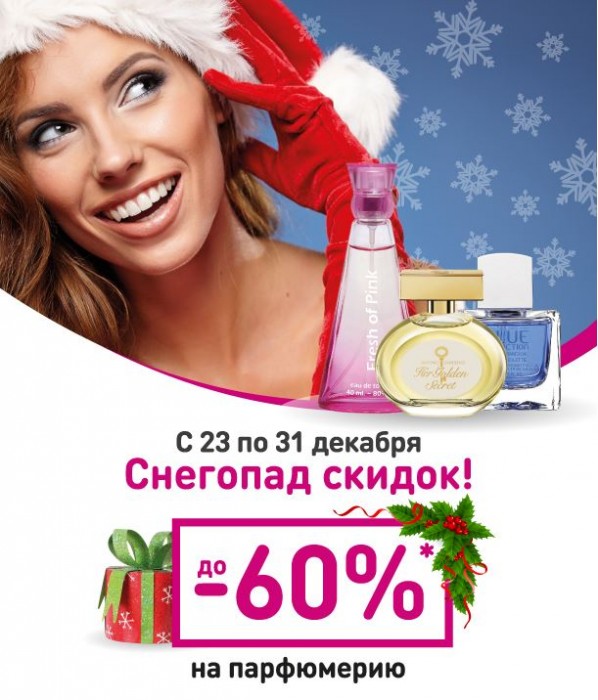 Fresh of Pink
Her Golden
Secret
С 23 по 31 декабря
Снегопад скидок!
до
-60%*
на парфюмерию